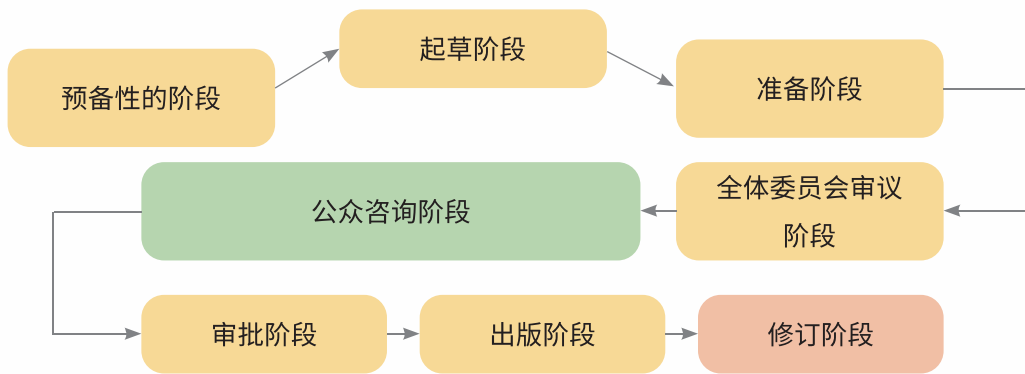 预备性的阶段
起草阶段
准备阶段
全体委员会审议
阶段
公众咨询阶段
审批阶段
出版阶段
修订阶段